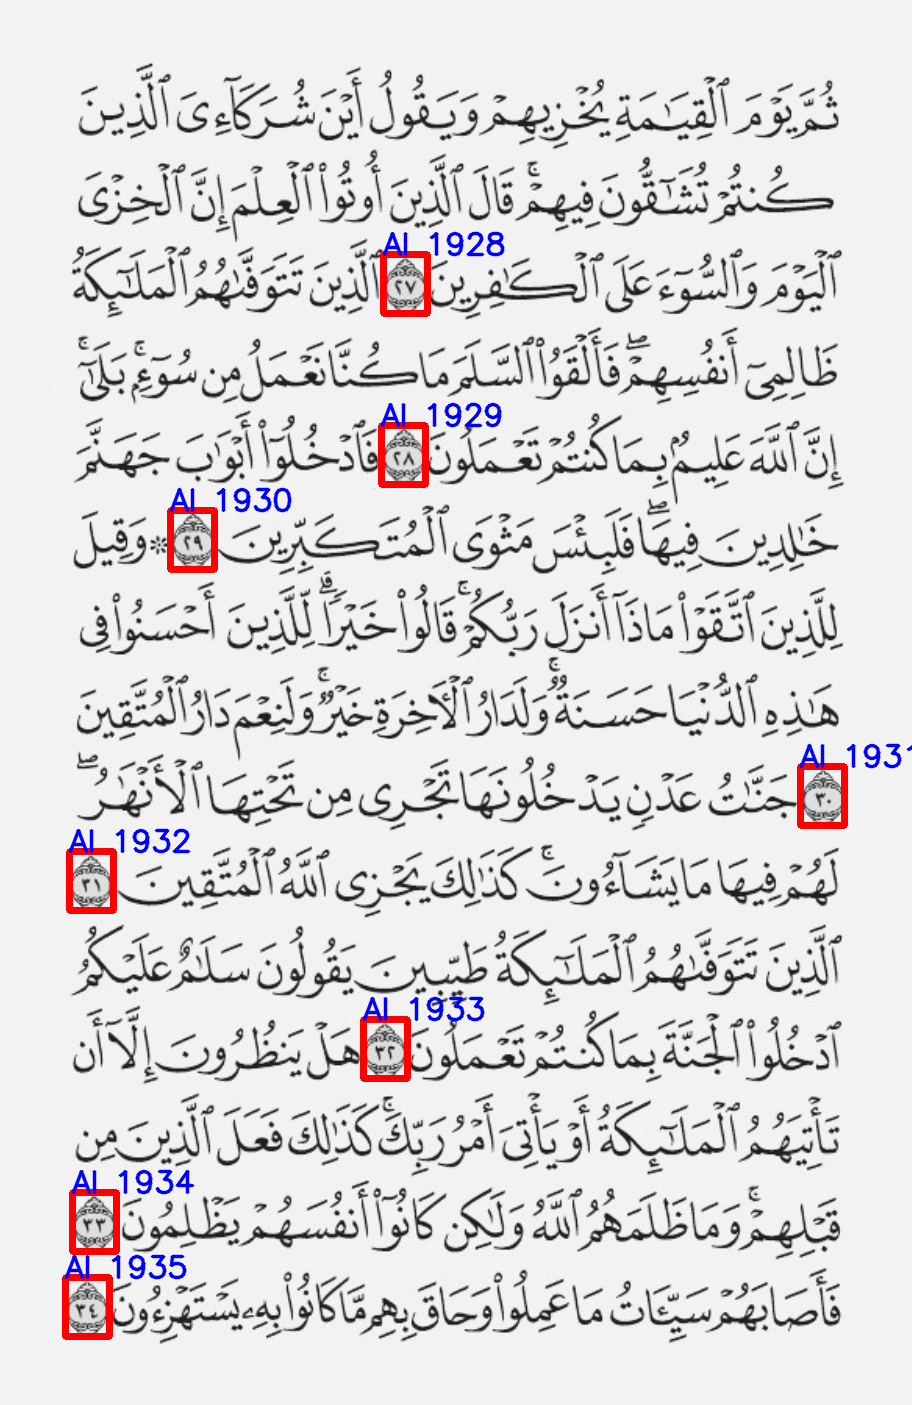 ثُمَّ يَوْمَ ٱلْقِيَٰمَةِ يُخْزِيهِمْ وَيَقُولُ أَيْنَ شُرَكَآءِىَ ٱلَّذِينَ
كُنتُمْ تُشَٰٓقُّونَ فِيهِمْ ۚ قَالَ ٱلَّذِينَ أُوتُوا۟ ٱلْعِلْمَ إِنَّ ٱلْخِزْىَ
AI 1928
ٱلْيَوْمَ وَٱلسُّوٓءَ عَلَى ٱلْكَٰفِرِينَ ٢٧ ٱلَّذِينَ تَتَوَفَّىٰهُمُ ٱلْمَلَٰٓئِكَةُ
ظَالِمِىٓ أَنفُسِهِمْ ۖ فَأَلْقَوُا۟ ٱلسَّلَمَ مَا كُنَّا نَعْمَلُ مِن سُوٓءٍۭ ۚ بَلَىٰٓ ۚ
AI 1929
إِنَّ ٱللَّهَ عَلِيمٌۢ بِمَا كُنتُمْ تَعْمَلُونَ ٢٨ فَٱدْخُلُوٓا۟ أَبْوَٰبَ جَهَنَّمَ
AI 1930
خَٰلِدِينَ فِيهَا ۖ فَلَبِئْسَ مَثْوَى ٱلْمُتَكَبِّرِينَ ٢٩ ۞ وَقِيلَ
لِلَّذِينَ ٱتَّقَوْا۟ مَاذَآ أَنزَلَ رَبُّكُمْ ۚ قَالُوا۟ خَيْرًا ۗ لِّلَّذِينَ أَحْسَنُوا۟ فِى
هَٰذِهِ ٱلدُّنْيَا حَسَنَةٌ ۚ وَلَدَارُ ٱلْءَاخِرَةِ خَيْرٌ ۚ وَلَنِعْمَ دَارُ ٱلْمُتَّقِينَ
AI 1931
٣٠ جَنَّٰتُ عَدْنٍ يَدْخُلُونَهَا تَجْرِى مِن تَحْتِهَا ٱلْأَنْهَٰرُ ۖ
AI 1932
لَهُمْ فِيهَا مَا يَشَآءُونَ ۚ كَذَٰلِكَ يَجْزِى ٱللَّهُ ٱلْمُتَّقِينَ ٣١
ٱلَّذِينَ تَتَوَفَّىٰهُمُ ٱلْمَلَٰٓئِكَةُ طَيِّبِينَ يَقُولُونَ سَلَٰمٌ عَلَيْكُمُ
AI 1933
ٱدْخُلُوا۟ ٱلْجَنَّةَ بِمَا كُنتُمْ تَعْمَلُونَ ٣٢ هَلْ يَنظُرُونَ إِلَّآ أَن
تَأْتِيَهُمُ ٱلْمَلَٰٓئِكَةُ أَوْ يَأْتِىَ أَمْرُ رَبِّكَ ۚ كَذَٰلِكَ فَعَلَ ٱلَّذِينَ مِن
AI 1934
قَبْلِهِمْ ۚ وَمَا ظَلَمَهُمُ ٱللَّهُ وَلَٰكِن كَانُوٓا۟ أَنفُسَهُمْ يَظْلِمُونَ ٣٣
AI 1935
فَأَصَابَهُمْ سَيِّـَٔاتُ مَا عَمِلُوا۟ وَحَاقَ بِهِم مَّا كَانُوا۟ بِهِۦ يَسْتَهْزِءُونَ ٣٤